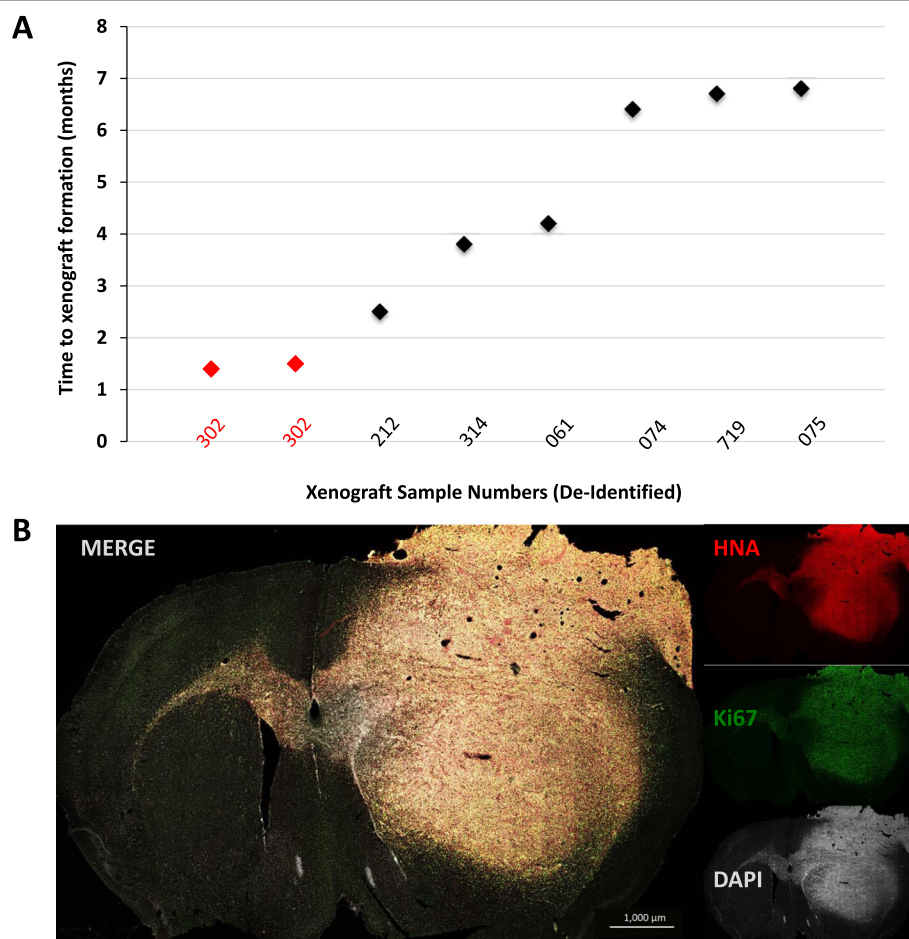 A
Time to xenograft formation (months)
8
7
6
5
4
3
2
1
0
302
302
212
314
061
074
719
075
Xenograft Sample Numbers (De-Identified)
B
MERGE
HNA
Ki67
DAPI
1,000 µm